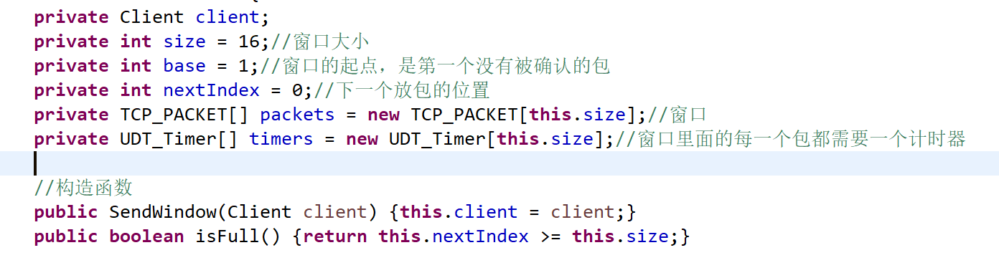 private Client client;
private int size = 16;//窗口大小
private int base = 1;//窗口的起点，是第一个没有被确认的包
private int nextIndex = 0;//下一个放包的位置
private TCP_PACKET[] packets = new TCP_PACKET[this.size];//窗口
private UDT_Timer[] timers = new UDT_Timer[this.size];//窗口里面的每一个包都需要一个计时器
//构造函数
public SendWindow(Client client) {this.client = client;}
public boolean isFull() {return this.nextIndex >= this.size;}